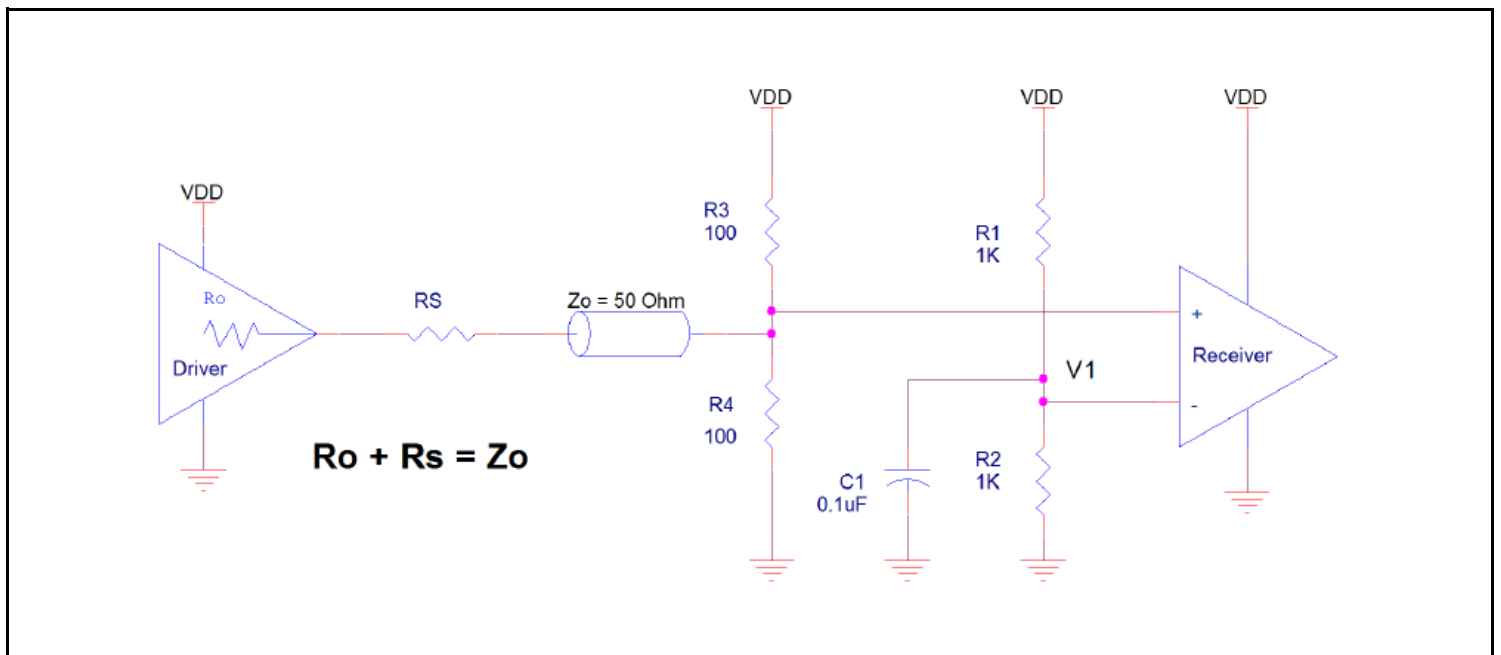 VDD
VDD
VDD
VDD
R3
100
R1
1K
Ro
RS
Zo = 50 Ohm
+
Receiver
Driver
V1
-
R4
100
Ro + Rs = Zo
R2
1K
C1
0.1uF